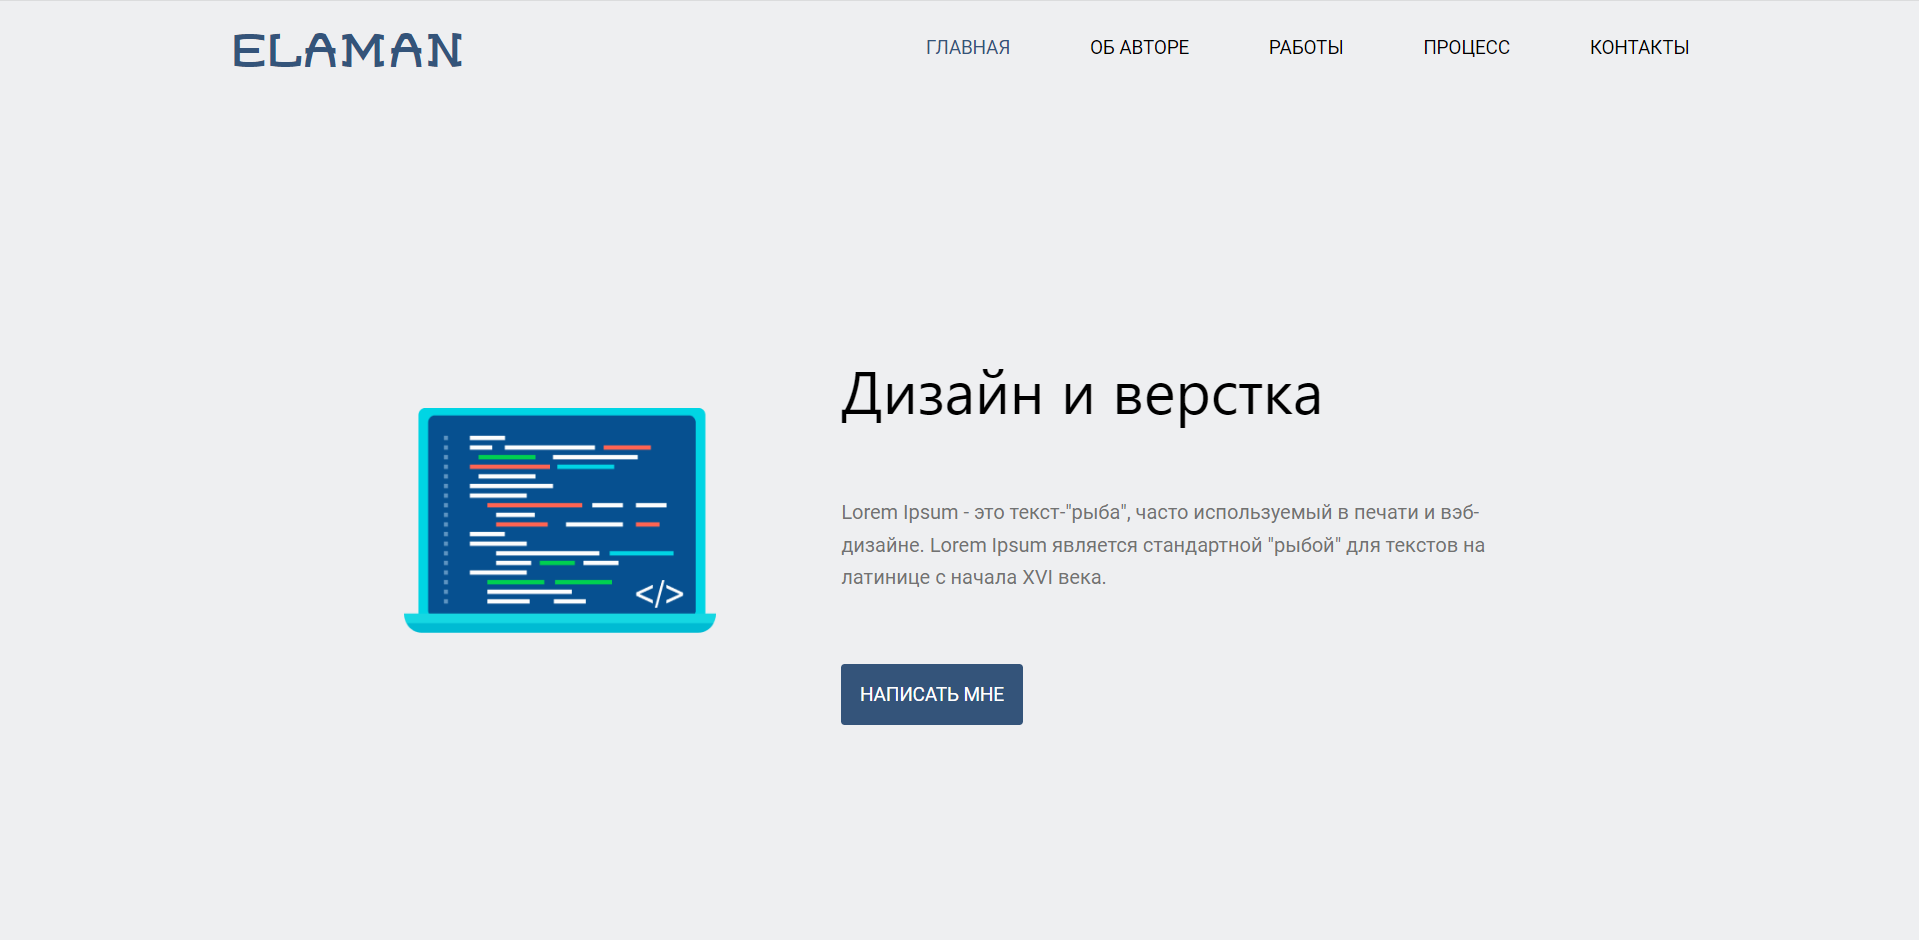 ELAMAN
ГЛАВНАЯ
ОБ АВТОРЕ
РАБОТЫ
ПРОЦЕСС
КОНТАКТЫ
Дизайн и верстка
Lorem Ipsum - это текст-"рыба", часто используемый в печати и вэб-
дизайне. Lorem Ipsum является стандартной "рыбой" для текстов на
латинице с начала XVI века.
</>
НАПИСАТЬ МНЕ